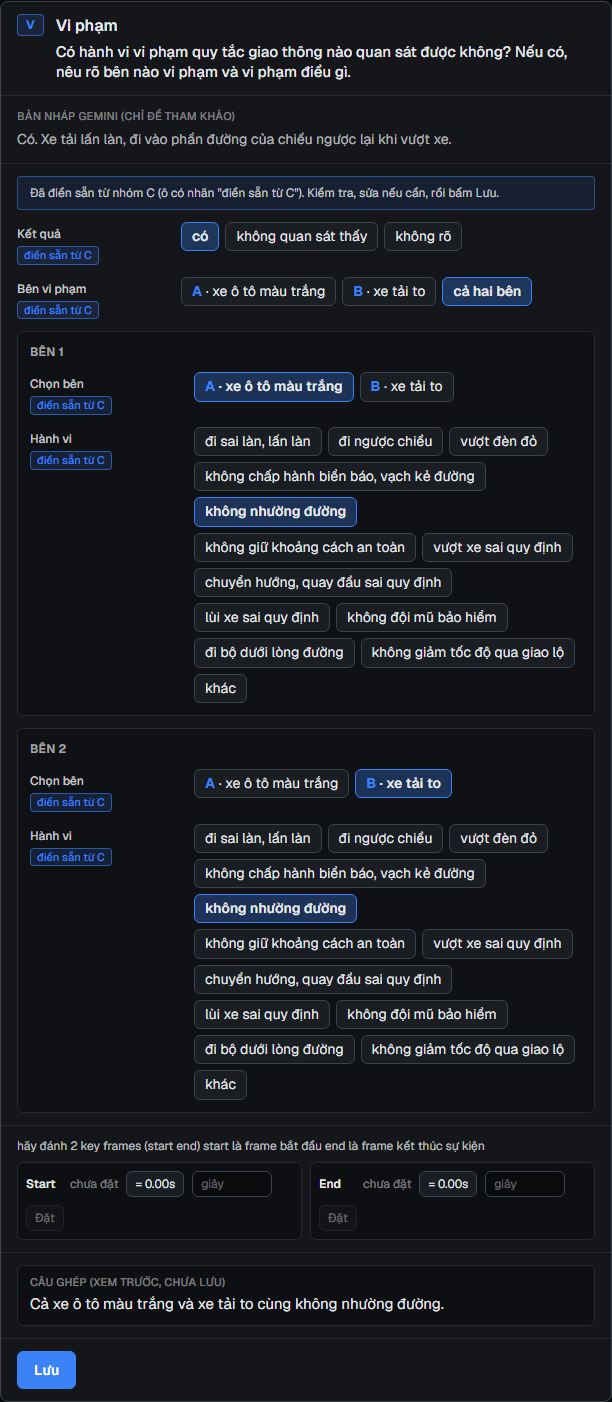 V Vi phạm
Có hành vi vi phạm quy tắc giao thông nào quan sát được không? Nếu có,
nêu rõ bên nào vi phạm và vi phạm điều gì.
BẢN NHÁP GEMINI (CHỈ ĐỂ THAM KHẢO)
Có. Xe tải lấn làn, đi vào phần đường của chiều ngược lại khi vượt xe.
Đã điền sẵn từ nhóm C (ô có nhãn "điền sẵn từ C"). Kiểm tra, sửa nếu cần, rồi bấm Lưu.
Kết quả
điền sẵn từ C
có không quan sát thấy không rõ
Bên vi phạm
điền sẵn từ C
A · xe ô tô màu trắng B · xe tải to cả hai bên
BÊN 1
Chọn bên
điền sẵn từ C
A · xe ô tô màu trắng B · xe tải to
Hành vi
điền sẵn từ C
đi sai làn, lấn làn đi ngược chiều vượt đèn đỏ
không chấp hành biển báo, vạch kẻ đường
không nhường đường
không giữ khoảng cách an toàn vượt xe sai quy định
chuyển hướng, quay đầu sai quy định
lùi xe sai quy định không đội mũ bảo hiểm
đi bộ dưới lòng đường không giảm tốc độ qua giao lộ
khác
BÊN 2
Chọn bên
điền sẵn từ C
A · xe ô tô màu trắng B · xe tải to
Hành vi
điền sẵn từ C
đi sai làn, lấn làn đi ngược chiều vượt đèn đỏ
không chấp hành biển báo, vạch kẻ đường
không nhường đường
không giữ khoảng cách an toàn vượt xe sai quy định
chuyển hướng, quay đầu sai quy định
lùi xe sai quy định không đội mũ bảo hiểm
đi bộ dưới lòng đường không giảm tốc độ qua giao lộ
khác
hãy đánh 2 key frames (start end) start là frame bắt đầu end là frame kết thúc sự kiện
Start chưa đặt = 0.00s giây
Đặt
End chưa đặt = 0.00s giây
Đặt
CÂU GHÉP (XEM TRƯỚC, CHƯA LƯU)
Cả xe ô tô màu trắng và xe tải to cùng không nhường đường.
Lưu